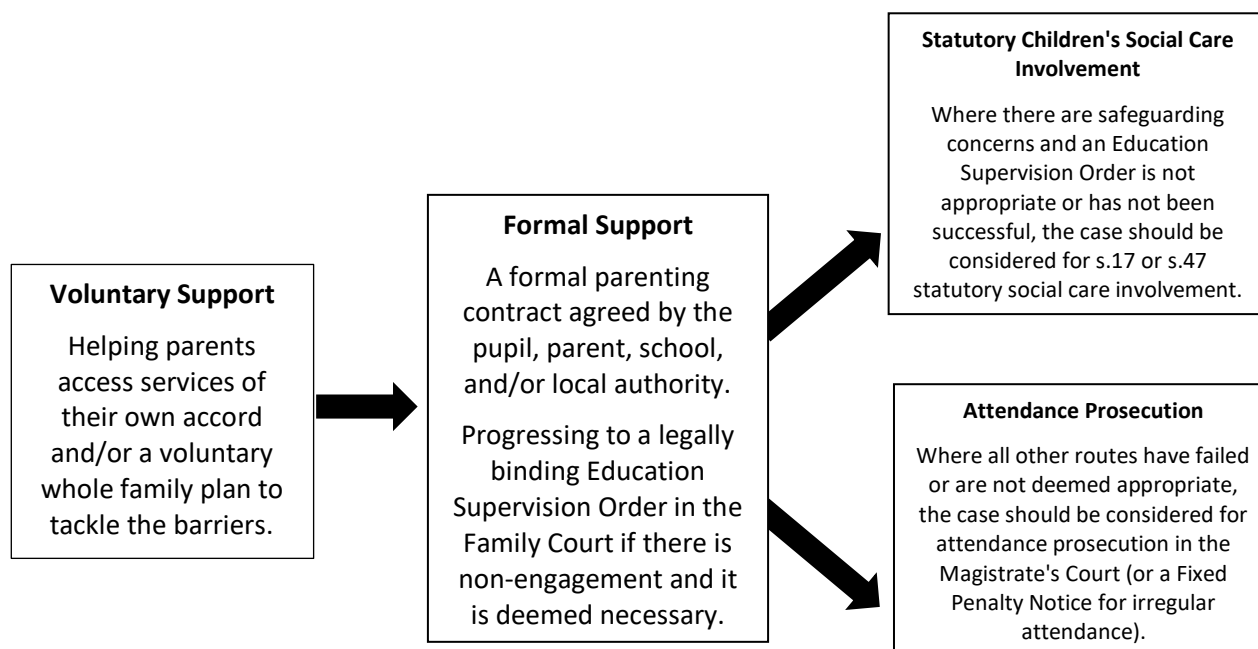 Voluntary Support
Helping parents
access services of
their own accord
and/or a voluntary
whole family plan to
tackle the barriers.
Formal Support
A formal parenting
contract agreed by the
pupil, parent, school,
and/or local authority.
Progressing to a legally
binding Education
Supervision Order in the
Family Court if there is
non-engagement and it
is deemed necessary.
Statutory Children's Social Care
Involvement
Where there are safeguarding
concerns and an Education
Supervision Order is not
appropriate or has not been
successful, the case should be
considered for s.17 or s.47
statutory social care involvement.
Attendance Prosecution
Where all other routes have failed
or are not deemed appropriate,
the case should be considered for
attendance prosecution in the
Magistrate's Court (or a Fixed
Penalty Notice for irregular
attendance).